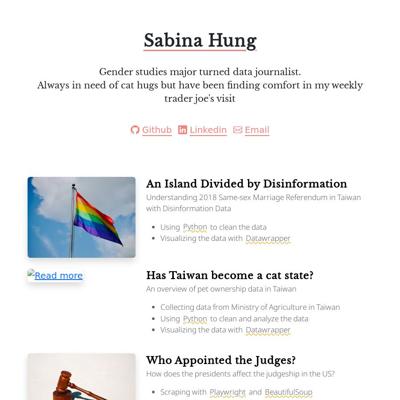 Sabina Hung
Gender studies major turned data journalist.
Always in need of cat hugs but have been finding comfort in my weekly
trader joe's visit
Github Linkedin Email
An Island Divided by Disinformation
Understanding 2018 Same-sex Marriage Referendum in Taiwan
with Disinformation Data
Using Python to clean the data
Visualizing the data with Datawrapper
Read more
Has Taiwan become a cat state?
An overview of pet ownership data in Taiwan
Collecting data from Ministry of Agriculture in Taiwan
Using Python to clean and analyze the data
Visualizing the data with Datawrapper
Who Appointed the Judges?
How does the presidents affect the judgeship in the US?
Scraping with Playwright and BeautifulSoup